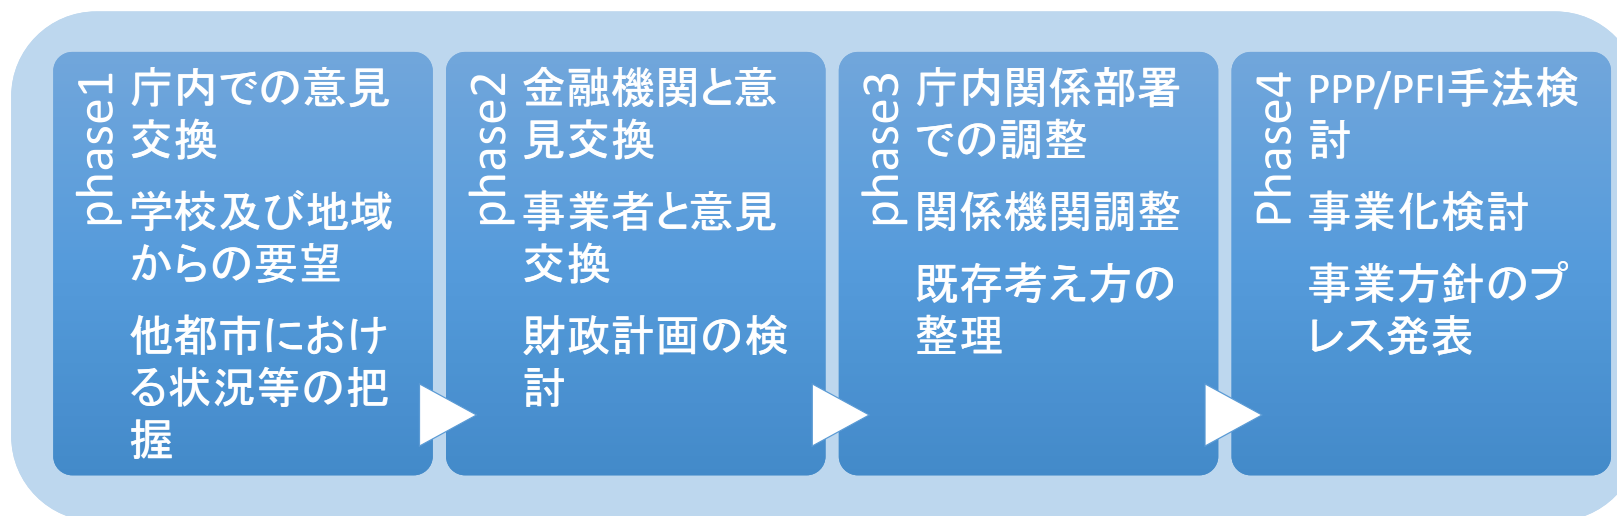 phase1
庁内での意見
交換
学校及び地域
からの要望
他都市におけ
る状況等の把
握
phase2
金融機関と意
見交換
事業者と意見
交換
財政計画の検
討
phase3
庁内関係部署
での調整
関係機関調整
既存考え方の
整理
Phase4
PPP/PFI手法検
討
事業化検討
事業方針のプ
レス発表